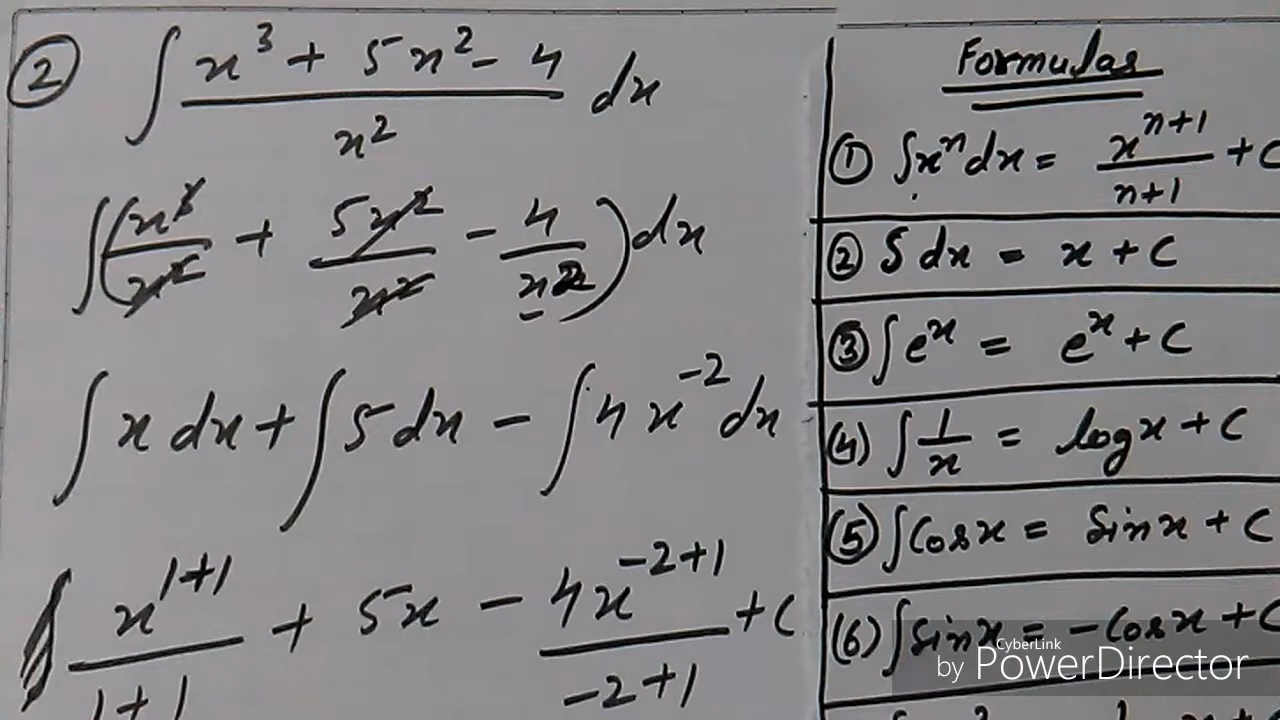 ② ∫ (x³ + 5x² - 4)/x² dx
∫(x³/x² + 5x²/x² - 4/x²)dx
∫ x dx + ∫ 5 dx - ∫ 4x⁻² dx
x¹⁺¹/(1+1) + 5x - 4x⁻²⁺¹/(-2+1) + C
Formulas
① ∫xⁿdx = xⁿ⁺¹/(n+1) + C
② ∫ dx = x + C
③ ∫eˣ = eˣ + C
(4) ∫1/x = log x + C
(5) ∫Cos x = Sin x + C
(6) ∫Sin x = -Cos x + C
CyberLink
by PowerDirector